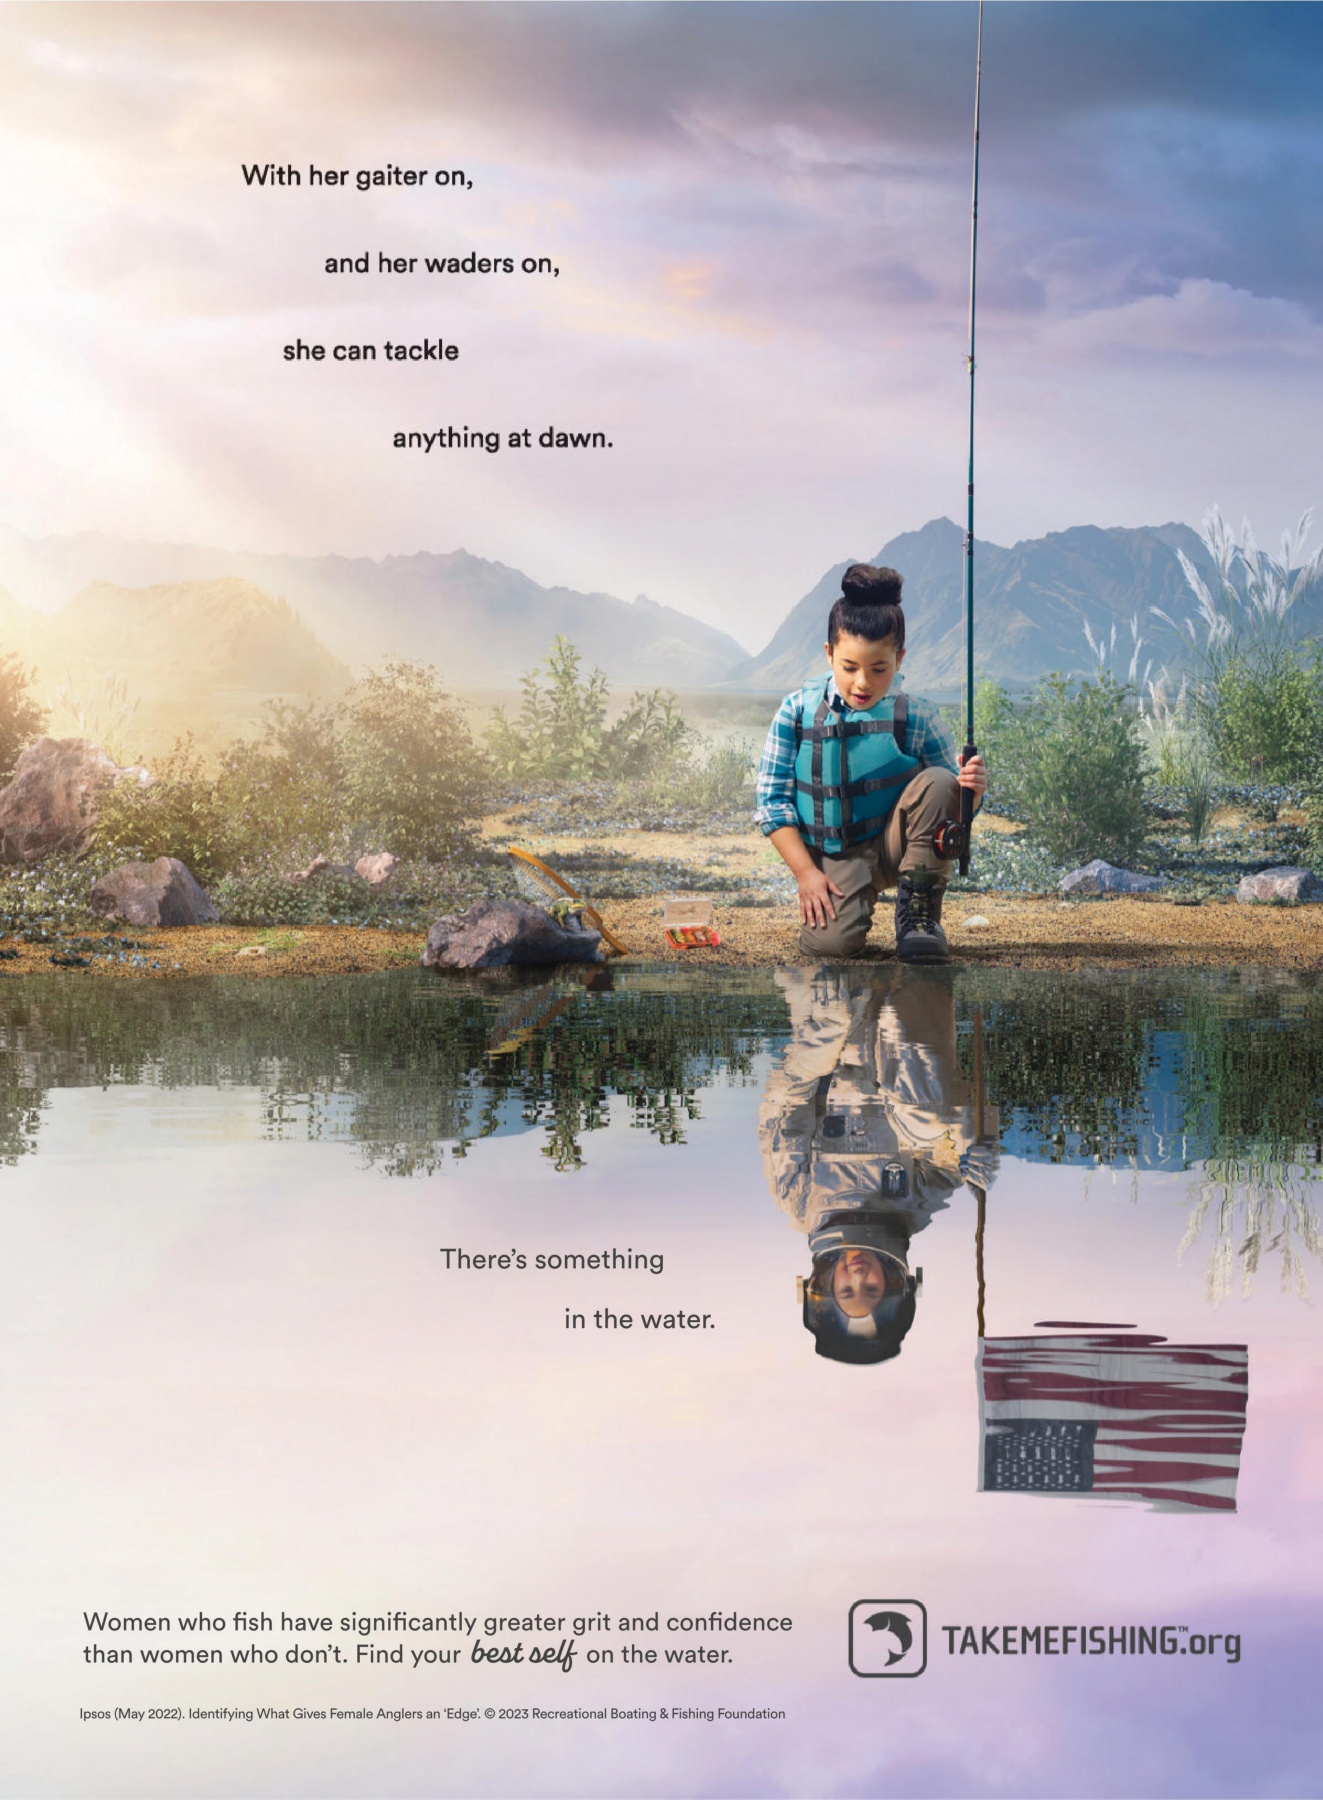 With her gaiter on,
and her waders on,
she can tackle
anything at dawn.
There's something
in the water.
Women who fish have significantly greater grit and confidence
than women who don't. Find your best self on the water.
TAKEMEFISHING.™org
Ipsos (May 2022). Identifying What Gives Female Anglers an 'Edge'. © 2023 Recreational Boating & Fishing Foundation